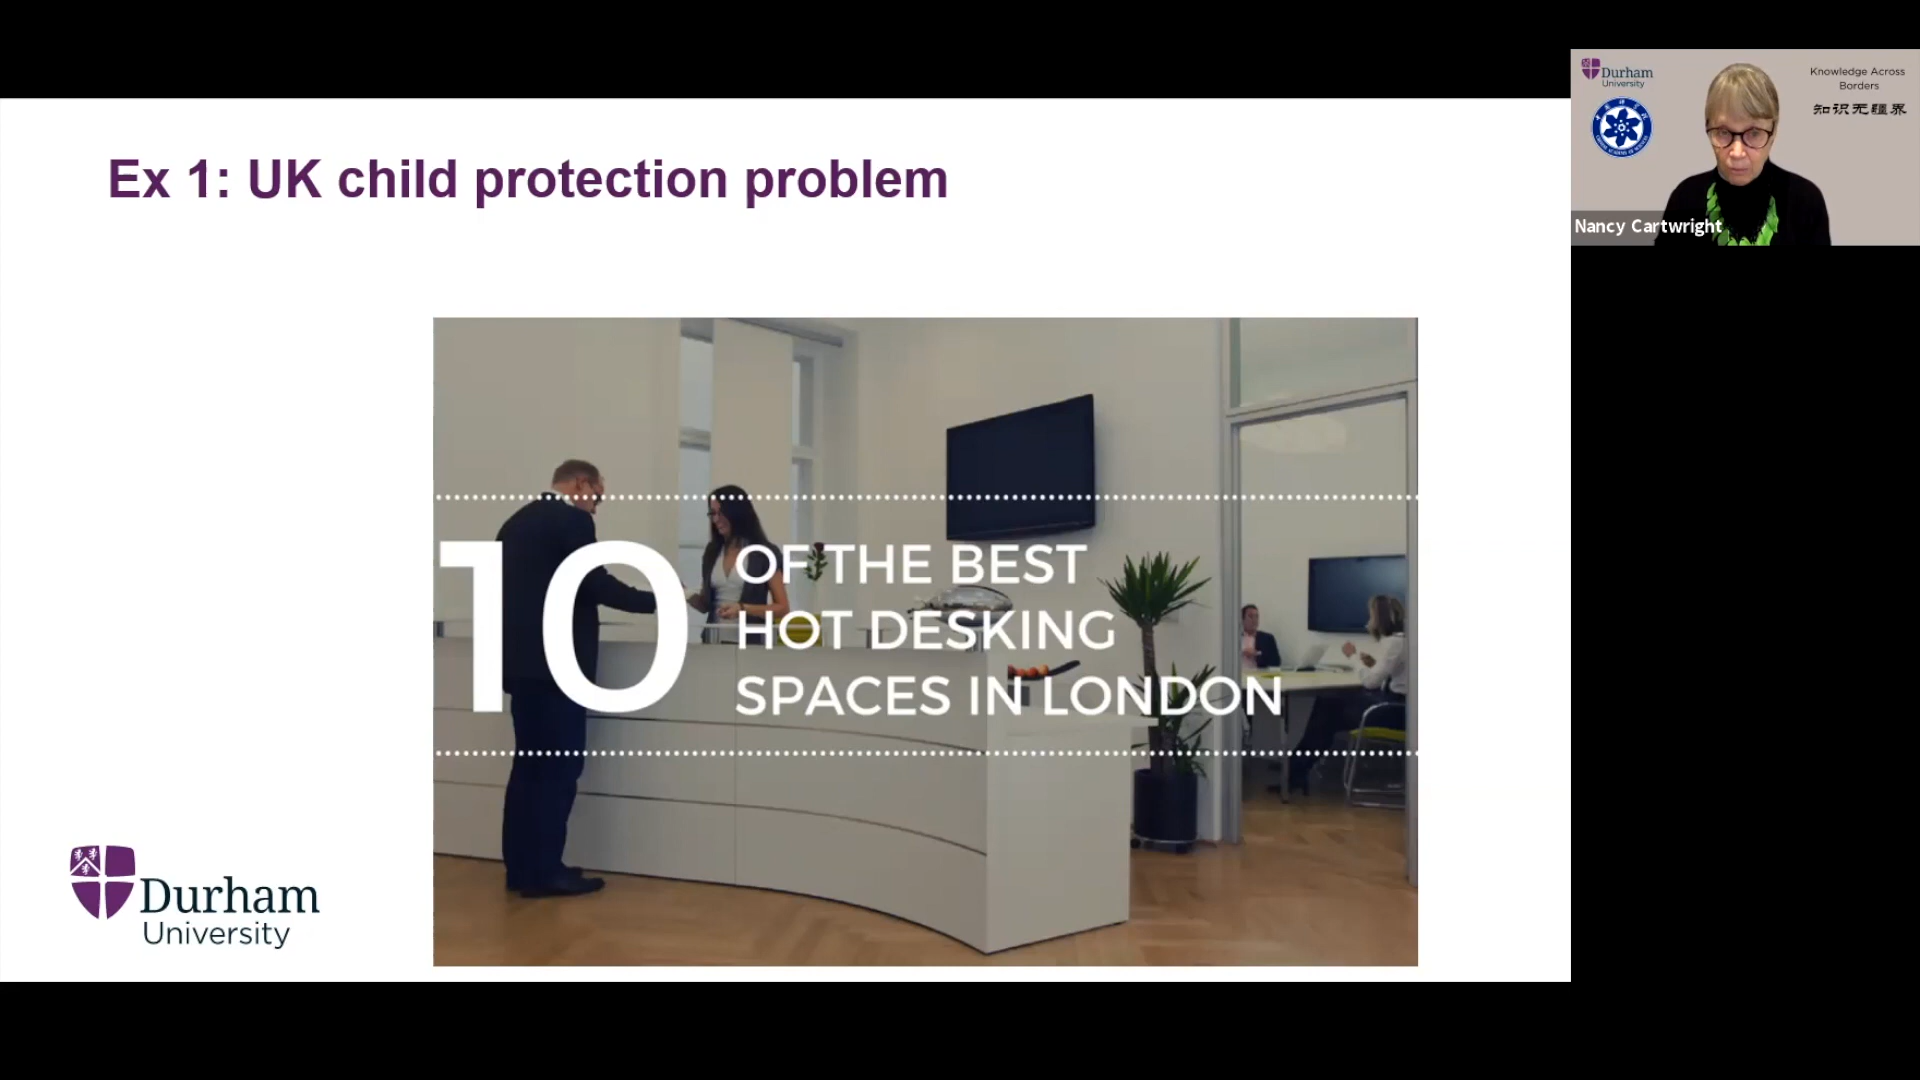 Ex 1: UK child protection problem
10
OF THE BEST
HOT DESKING
SPACES IN LONDON
Durham
University
Durham
University
Knowledge Across
Borders
知识无疆界
Nancy Cartwright